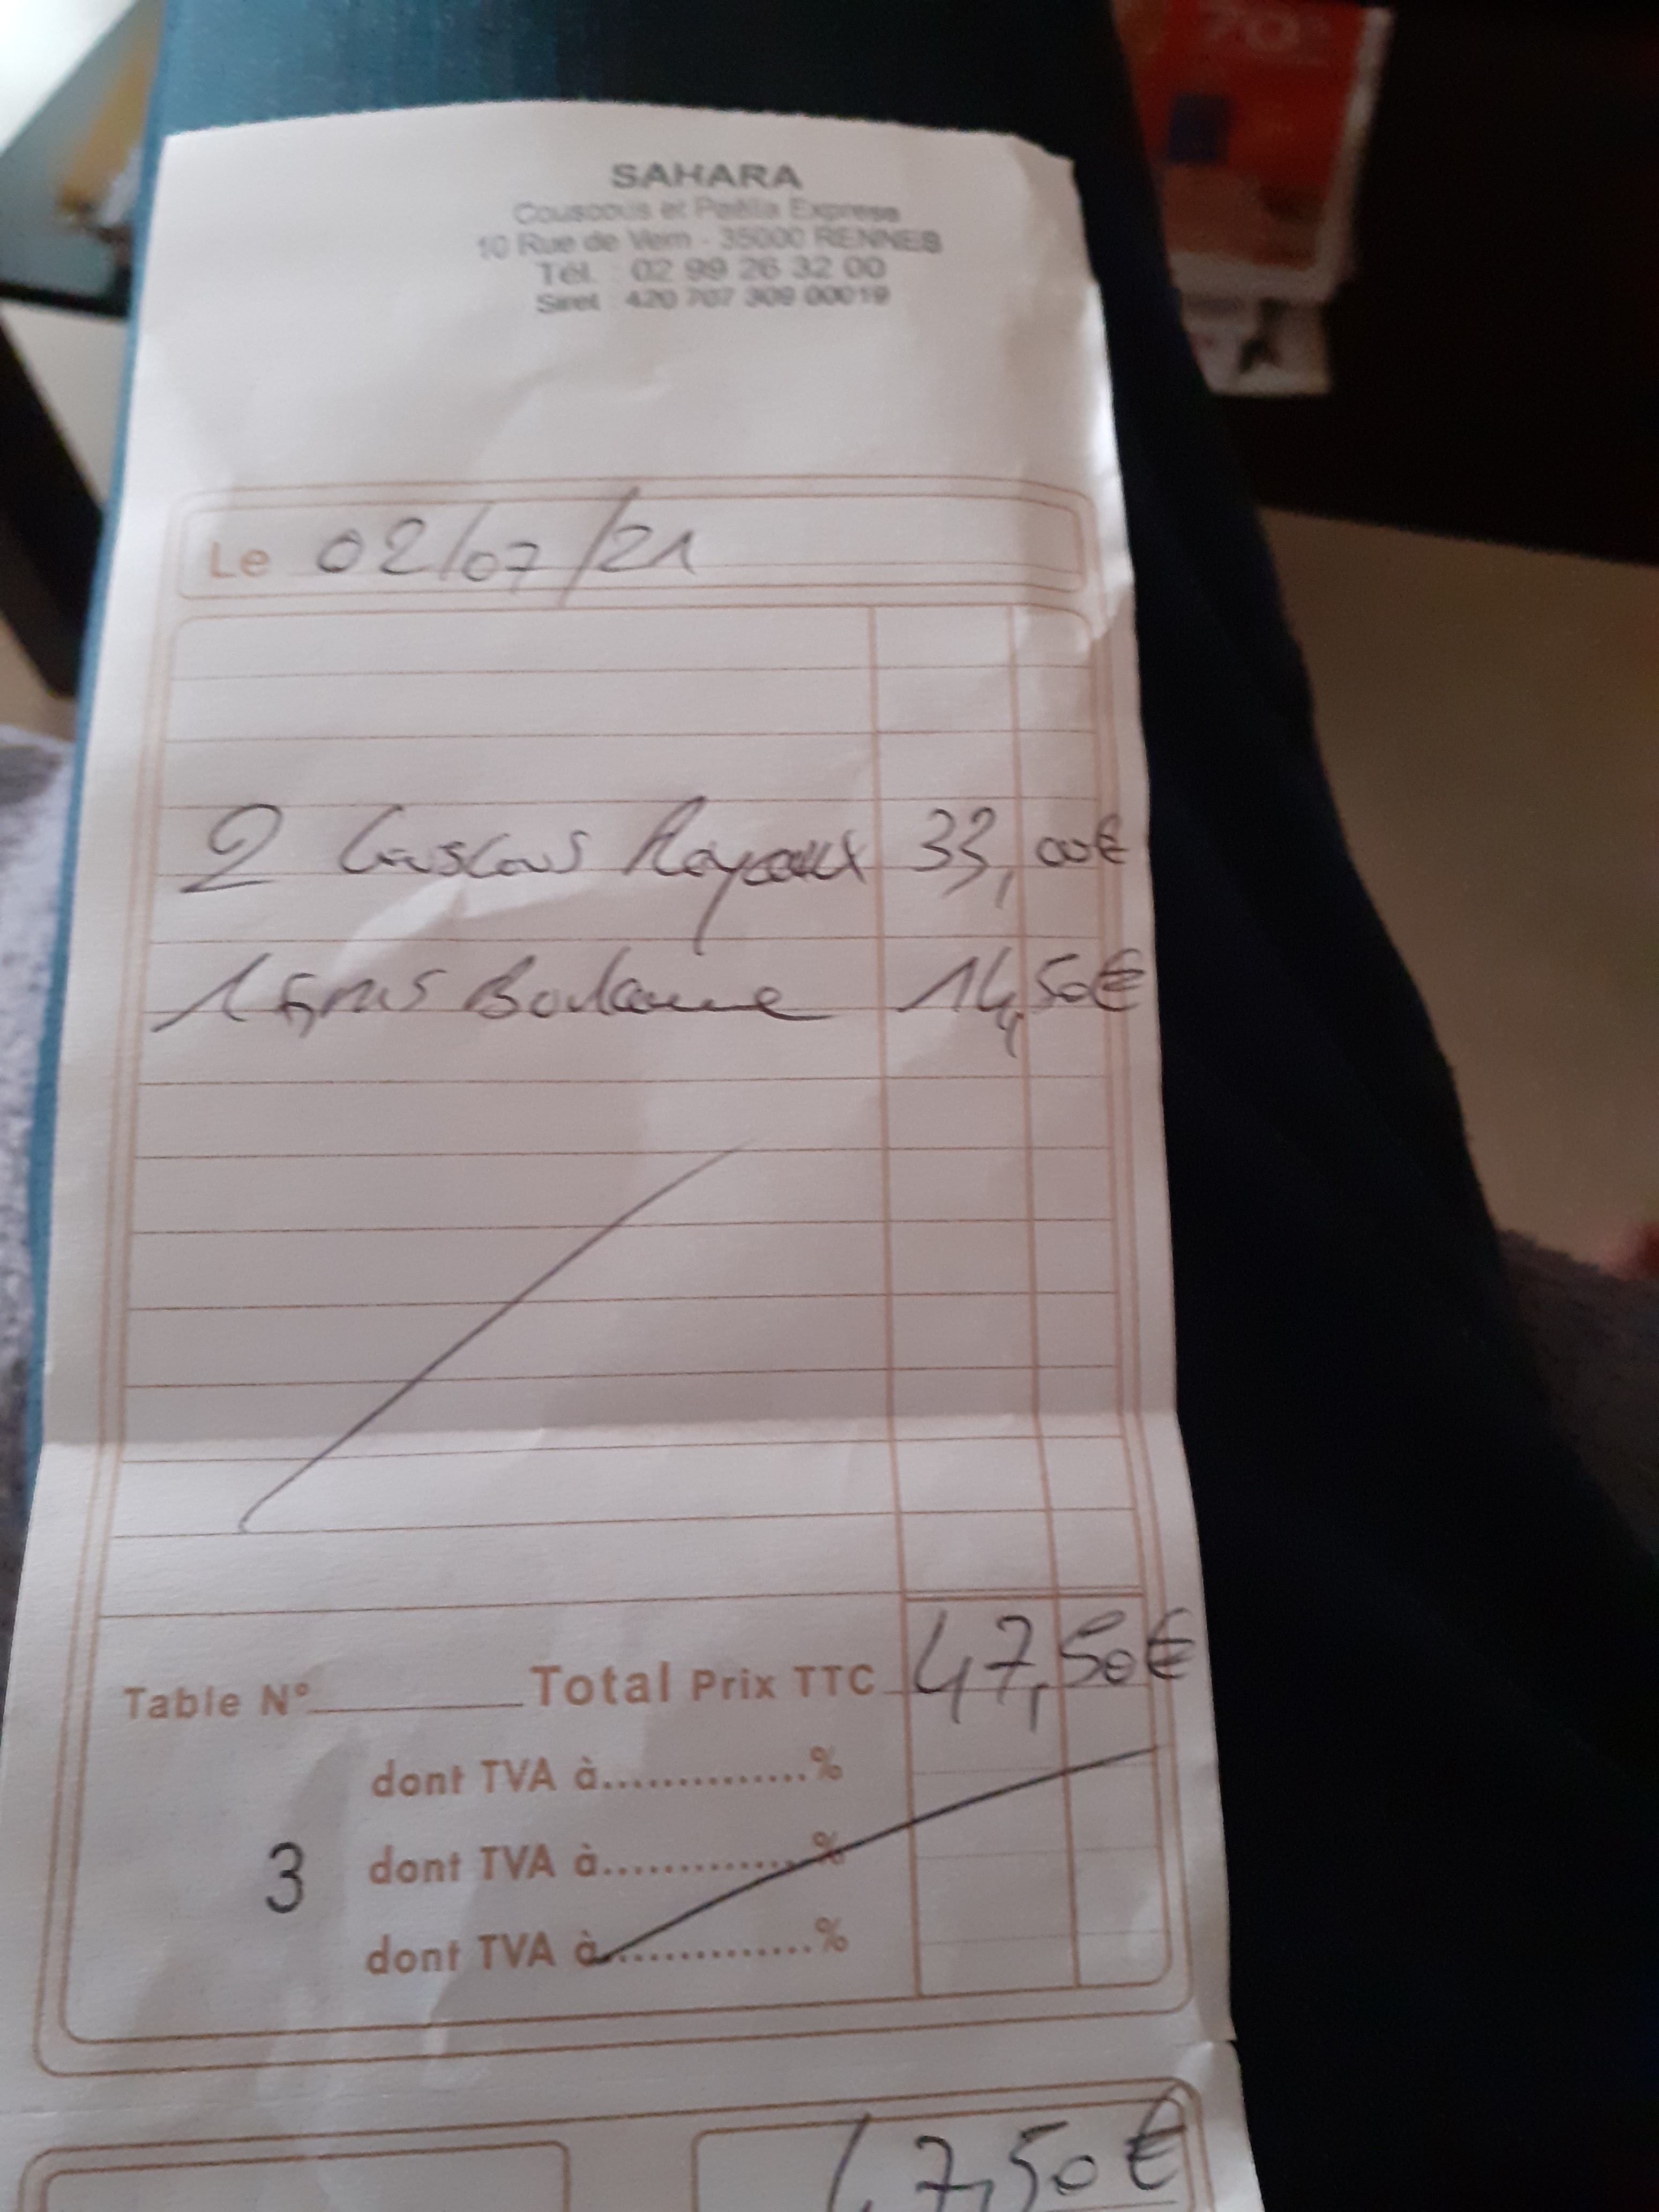 SAHARA
Couscous et Paëlla Express
10 Rue de Vern - 35000 RENNES
Tél. : 02 99 26 32 00
Siret : 420 707 309 00019
Le 02/07/21
2 Couscous Royaux 33,00€
1 Gris Boulaouane 14,50€
Table N° Total Prix TTC 47,50€
dont TVA à..............%
3 dont TVA à..............%
dont TVA à..............%
47,50€